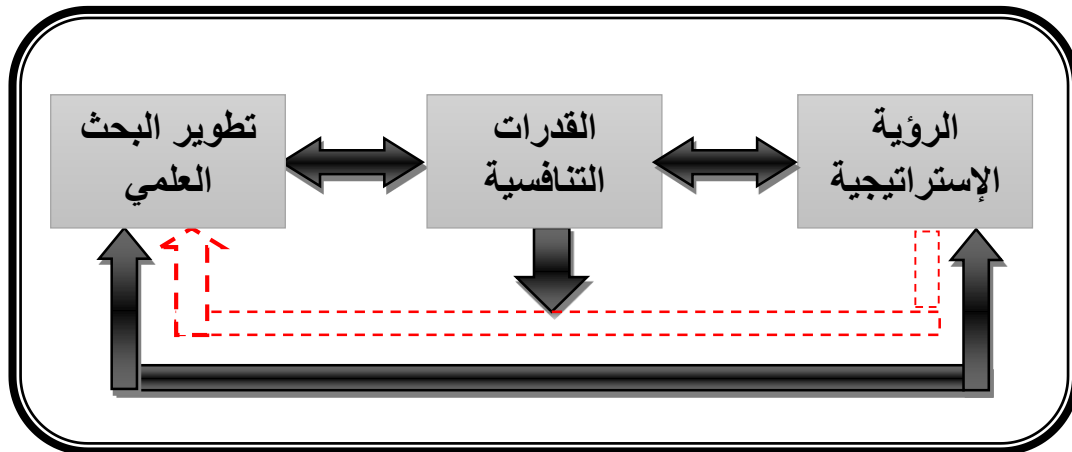 الرؤية
الإستراتيجية
القدرات
التنافسية
تطوير البحث
العلمي